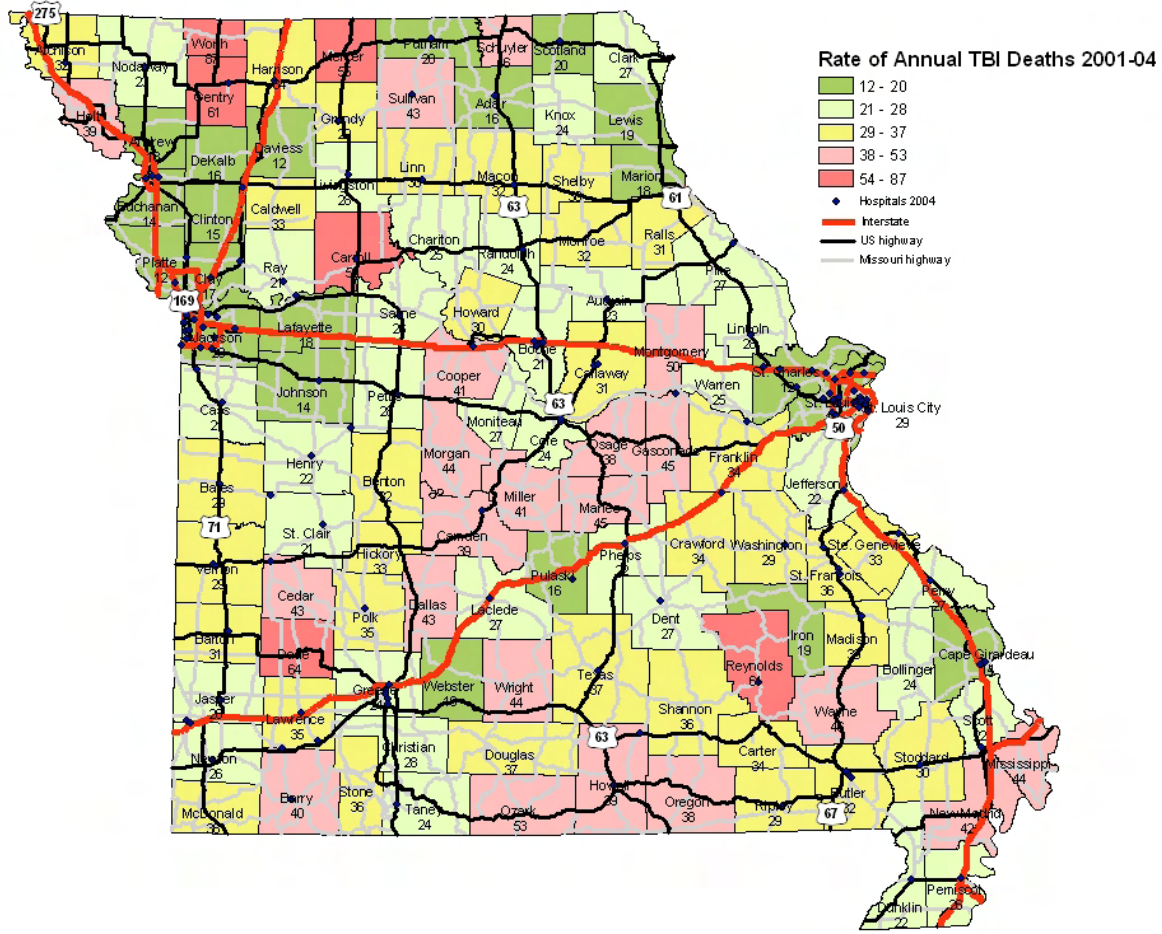 275
Rate of Annual TBI Deaths 2001-04
12 - 20
21 - 28
29 - 37
38 - 53
54 - 87
Hospitals 2004
Interstate
US highway
Missouri highway
Worth
87
Harrison
Schuyler
Scotland
20
Clark
27
Gentry
61
Sullivan
43
Adair
16
Knox
24
Lewis
19
39
DeKalb
16
Daviess
12
Grundy
Linn
Macon
32
Shelby
Marion
18
Livingston
28
Buchanan
14
Clinton
15
Caldwell
33
63
61
Chariton
25
Randolph
24
Monroe
32
Ralls
31
Platte
12
Ray
21
Carroll
Pike
27
169
Howard
30
Audrain
23
Lafayette
18
Saline
Lincoln
Jackson
Boone
21
Callaway
31
Montgomery
50
Cooper
41
Warren
25
St. Charles
Johnson
14
Pettis
63
Cass
Moniteau
27
Cole
24
St. Louis City
29
50
Morgan
44
Osage
38
Gasconade
45
Franklin
34
Henry
22
Jefferson
22
Bates
Benton
Miller
41
Maries
45
71
St. Clair
21
Camden
39
Hickory
33
Phelps
Crawford
34
Washington
29
Ste. Genevieve
33
Vernon
29
Pulaski
16
St. Francois
36
Cedar
43
Polk
35
Dallas
43
Laclede
27
Dent
27
Iron
19
Madison
Perry
27
Barton
31
Dade
64
Reynolds
Bollinger
24
Cape Girardeau
Jasper
Greene
Webster
Wright
44
Texas
37
Shannon
36
Wayne
Lawrence
35
Scott
63
Newton
26
Christian
28
Douglas
37
Carter
34
Stoddard
30
Mississippi
44
Barry
40
Stone
36
Taney
24
Ozark
53
Howell
Oregon
38
Ripley
29
Butler
32
McDonald
67
New Madrid
42
Pemiscot
26
Dunklin
22